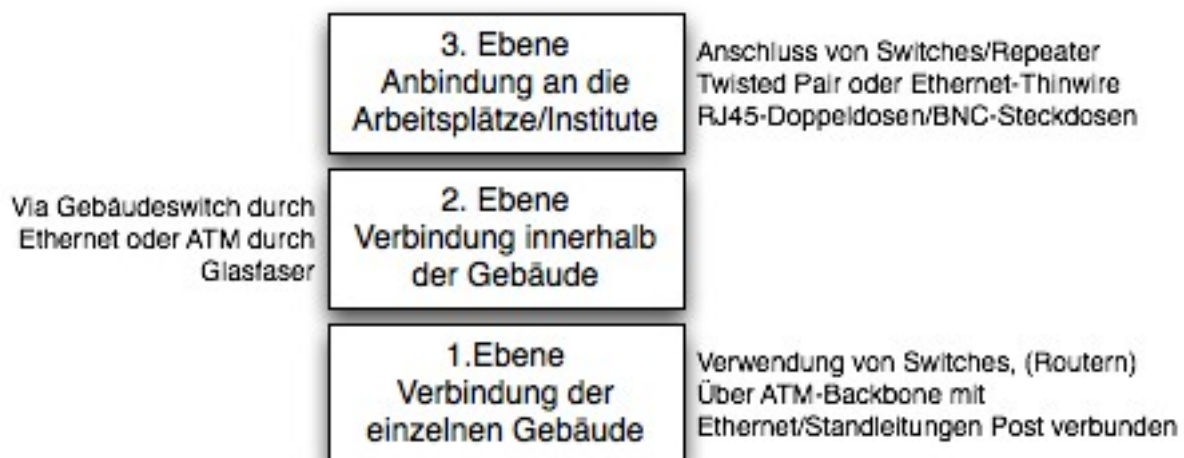 3. Ebene
Anbindung an die
Arbeitsplätze/Institute
Anschluss von Switches/Repeater
Twisted Pair oder Ethernet-Thinwire
RJ45-Doppeldosen/BNC-Steckdosen
Via Gebäudeswitch durch
Ethernet oder ATM durch
Glasfaser
2. Ebene
Verbindung innerhalb
der Gebäude
1.Ebene
Verbindung der
einzelnen Gebäude
Verwendung von Switches, (Routern)
Über ATM-Backbone mit
Ethernet/Standleitungen Post verbunden